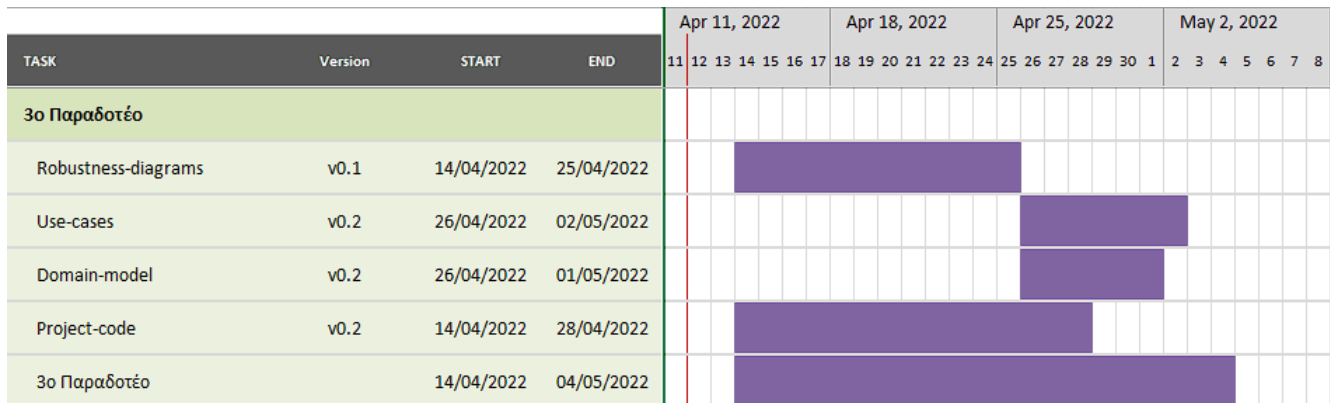 Apr 11, 2022 Apr 18, 2022 Apr 25, 2022 May 2, 2022
TASK Version START END 11 12 13 14 15 16 17 18 19 20 21 22 23 24 25 26 27 28 29 30 1 2 3 4 5 6 7 8
3ο Παραδοτέο
Robustness-diagrams v0.1 14/04/2022 25/04/2022
Use-cases v0.2 26/04/2022 02/05/2022
Domain-model v0.2 26/04/2022 01/05/2022
Project-code v0.2 14/04/2022 28/04/2022
3ο Παραδοτέο 14/04/2022 04/05/2022